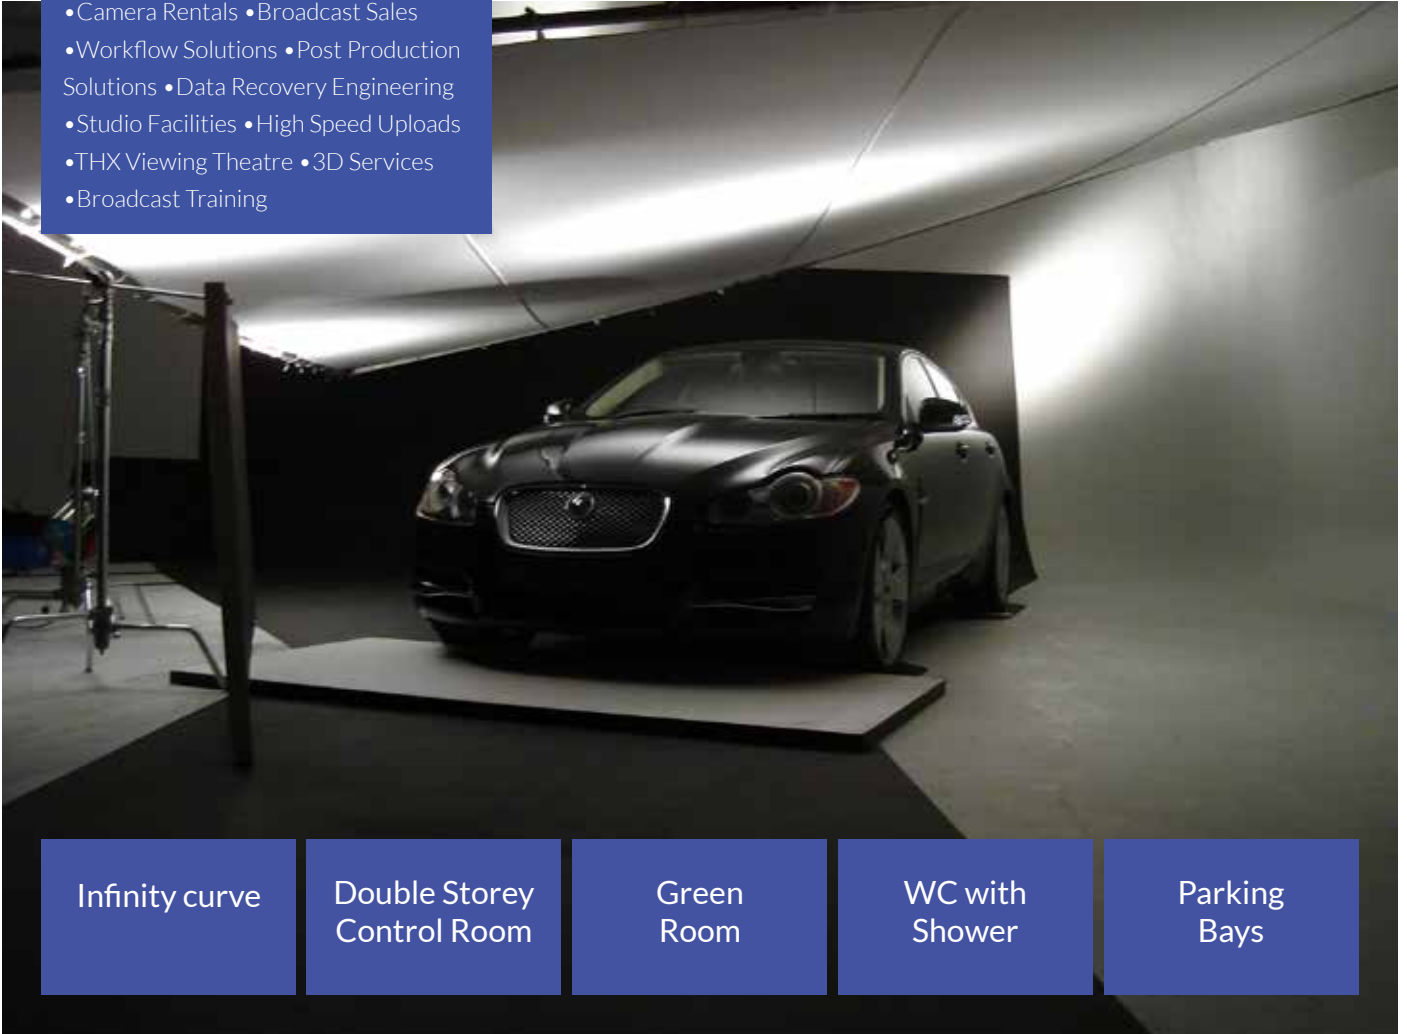 •Camera Rentals •Broadcast Sales
•Workflow Solutions •Post Production
Solutions •Data Recovery Engineering
•Studio Facilities •High Speed Uploads
•THX Viewing Theatre •3D Services
•Broadcast Training
Infinity curve
Double Storey
Control Room
Green
Room
WC with
Shower
Parking
Bays